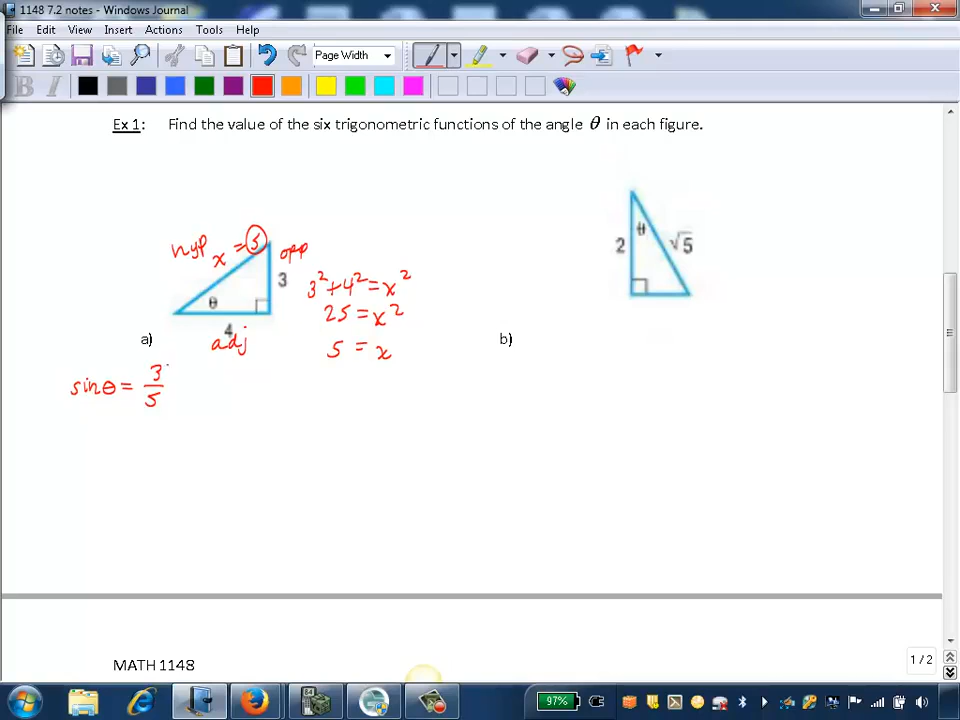 1148 7.2 notes - Windows Journal
File Edit View Insert Actions Tools Help
Page Width
B I
Ex 1: Find the value of the six trigonometric functions of the angle θ in each figure.
hyp x = 5 opp
3
θ
4
adj
3² + 4² = x²
25 = x²
5 = x
a)
sinθ = 3/5
2 θ √5
b)
MATH 1148
1 / 2
97%